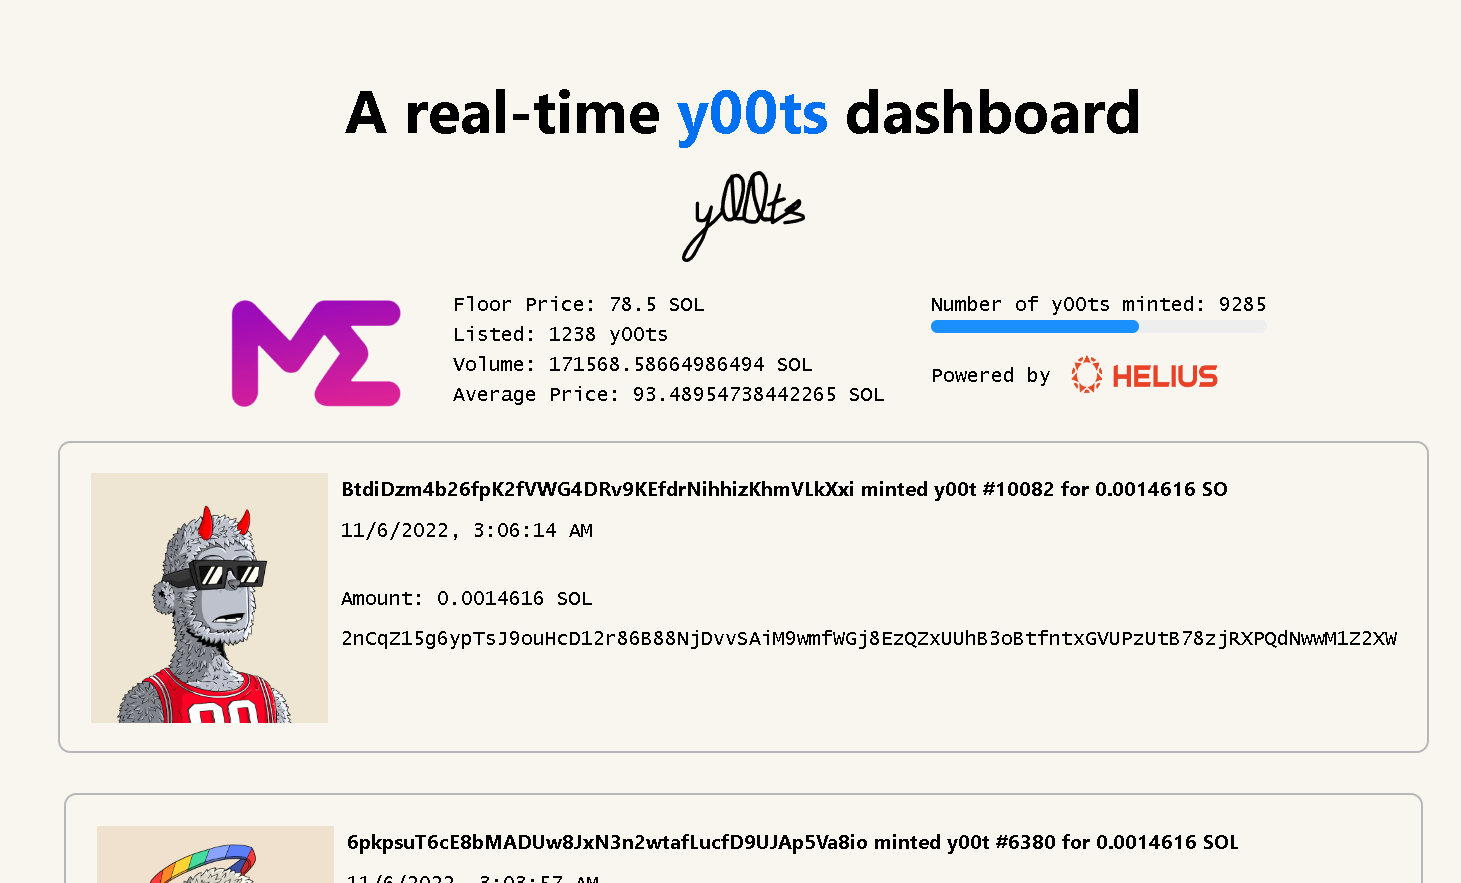 A real-time y00ts dashboard
y00ts
ME
Floor Price: 78.5 SOL
Listed: 1238 y00ts
Volume: 171568.58664986494 SOL
Average Price: 93.48954738442265 SOL
Number of y00ts minted: 9285
Powered by HELIUS
BtdiDzm4b26fpK2fVWG4DRv9KEfdrNihhizKhmVLkXxi minted y00t #10082 for 0.0014616 SO
11/6/2022, 3:06:14 AM
Amount: 0.0014616 SOL
2nCqZ15g6ypTsJ9ouHcD12r86B88NjDvvSAiM9wmfWGj8EzQZxUUhB3oBtfntxGVUPzUtB78zjRXPQdNwwM1Z2XW
00
6pkpsuT6cE8bMADUw8JxN3n2wtafLucfD9UJAp5Va8io minted y00t #6380 for 0.0014616 SOL
11/6/2022, 3:03:57 AM